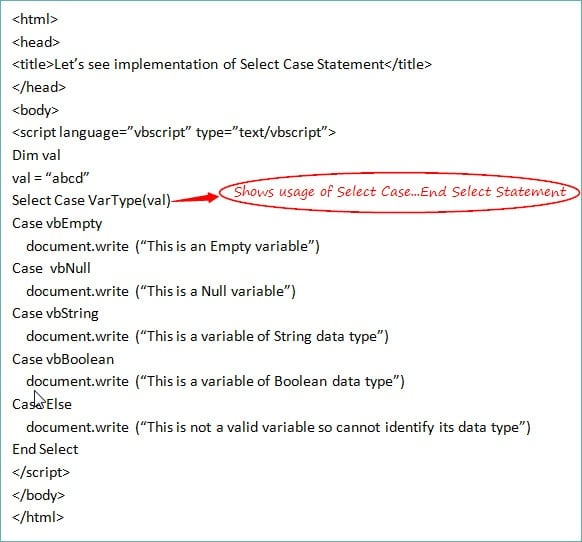 <html>
<head>
<title>Let’s see implementation of Select Case Statement</title>
</head>
<body>
<script language=”vbscript” type=”text/vbscript”>
Dim val
val = “abcd”
Select Case VarType(val)
Shows usage of Select Case...End Select Statement
Case vbEmpty
document.write (“This is an Empty variable”)
Case vbNull
document.write (“This is a Null variable”)
Case vbString
document.write (“This is a variable of String data type”)
Case vbBoolean
document.write (“This is a variable of Boolean data type”)
Case Else
document.write (“This is not a valid variable so cannot identify its data type”)
End Select
</script>
</body>
</html>